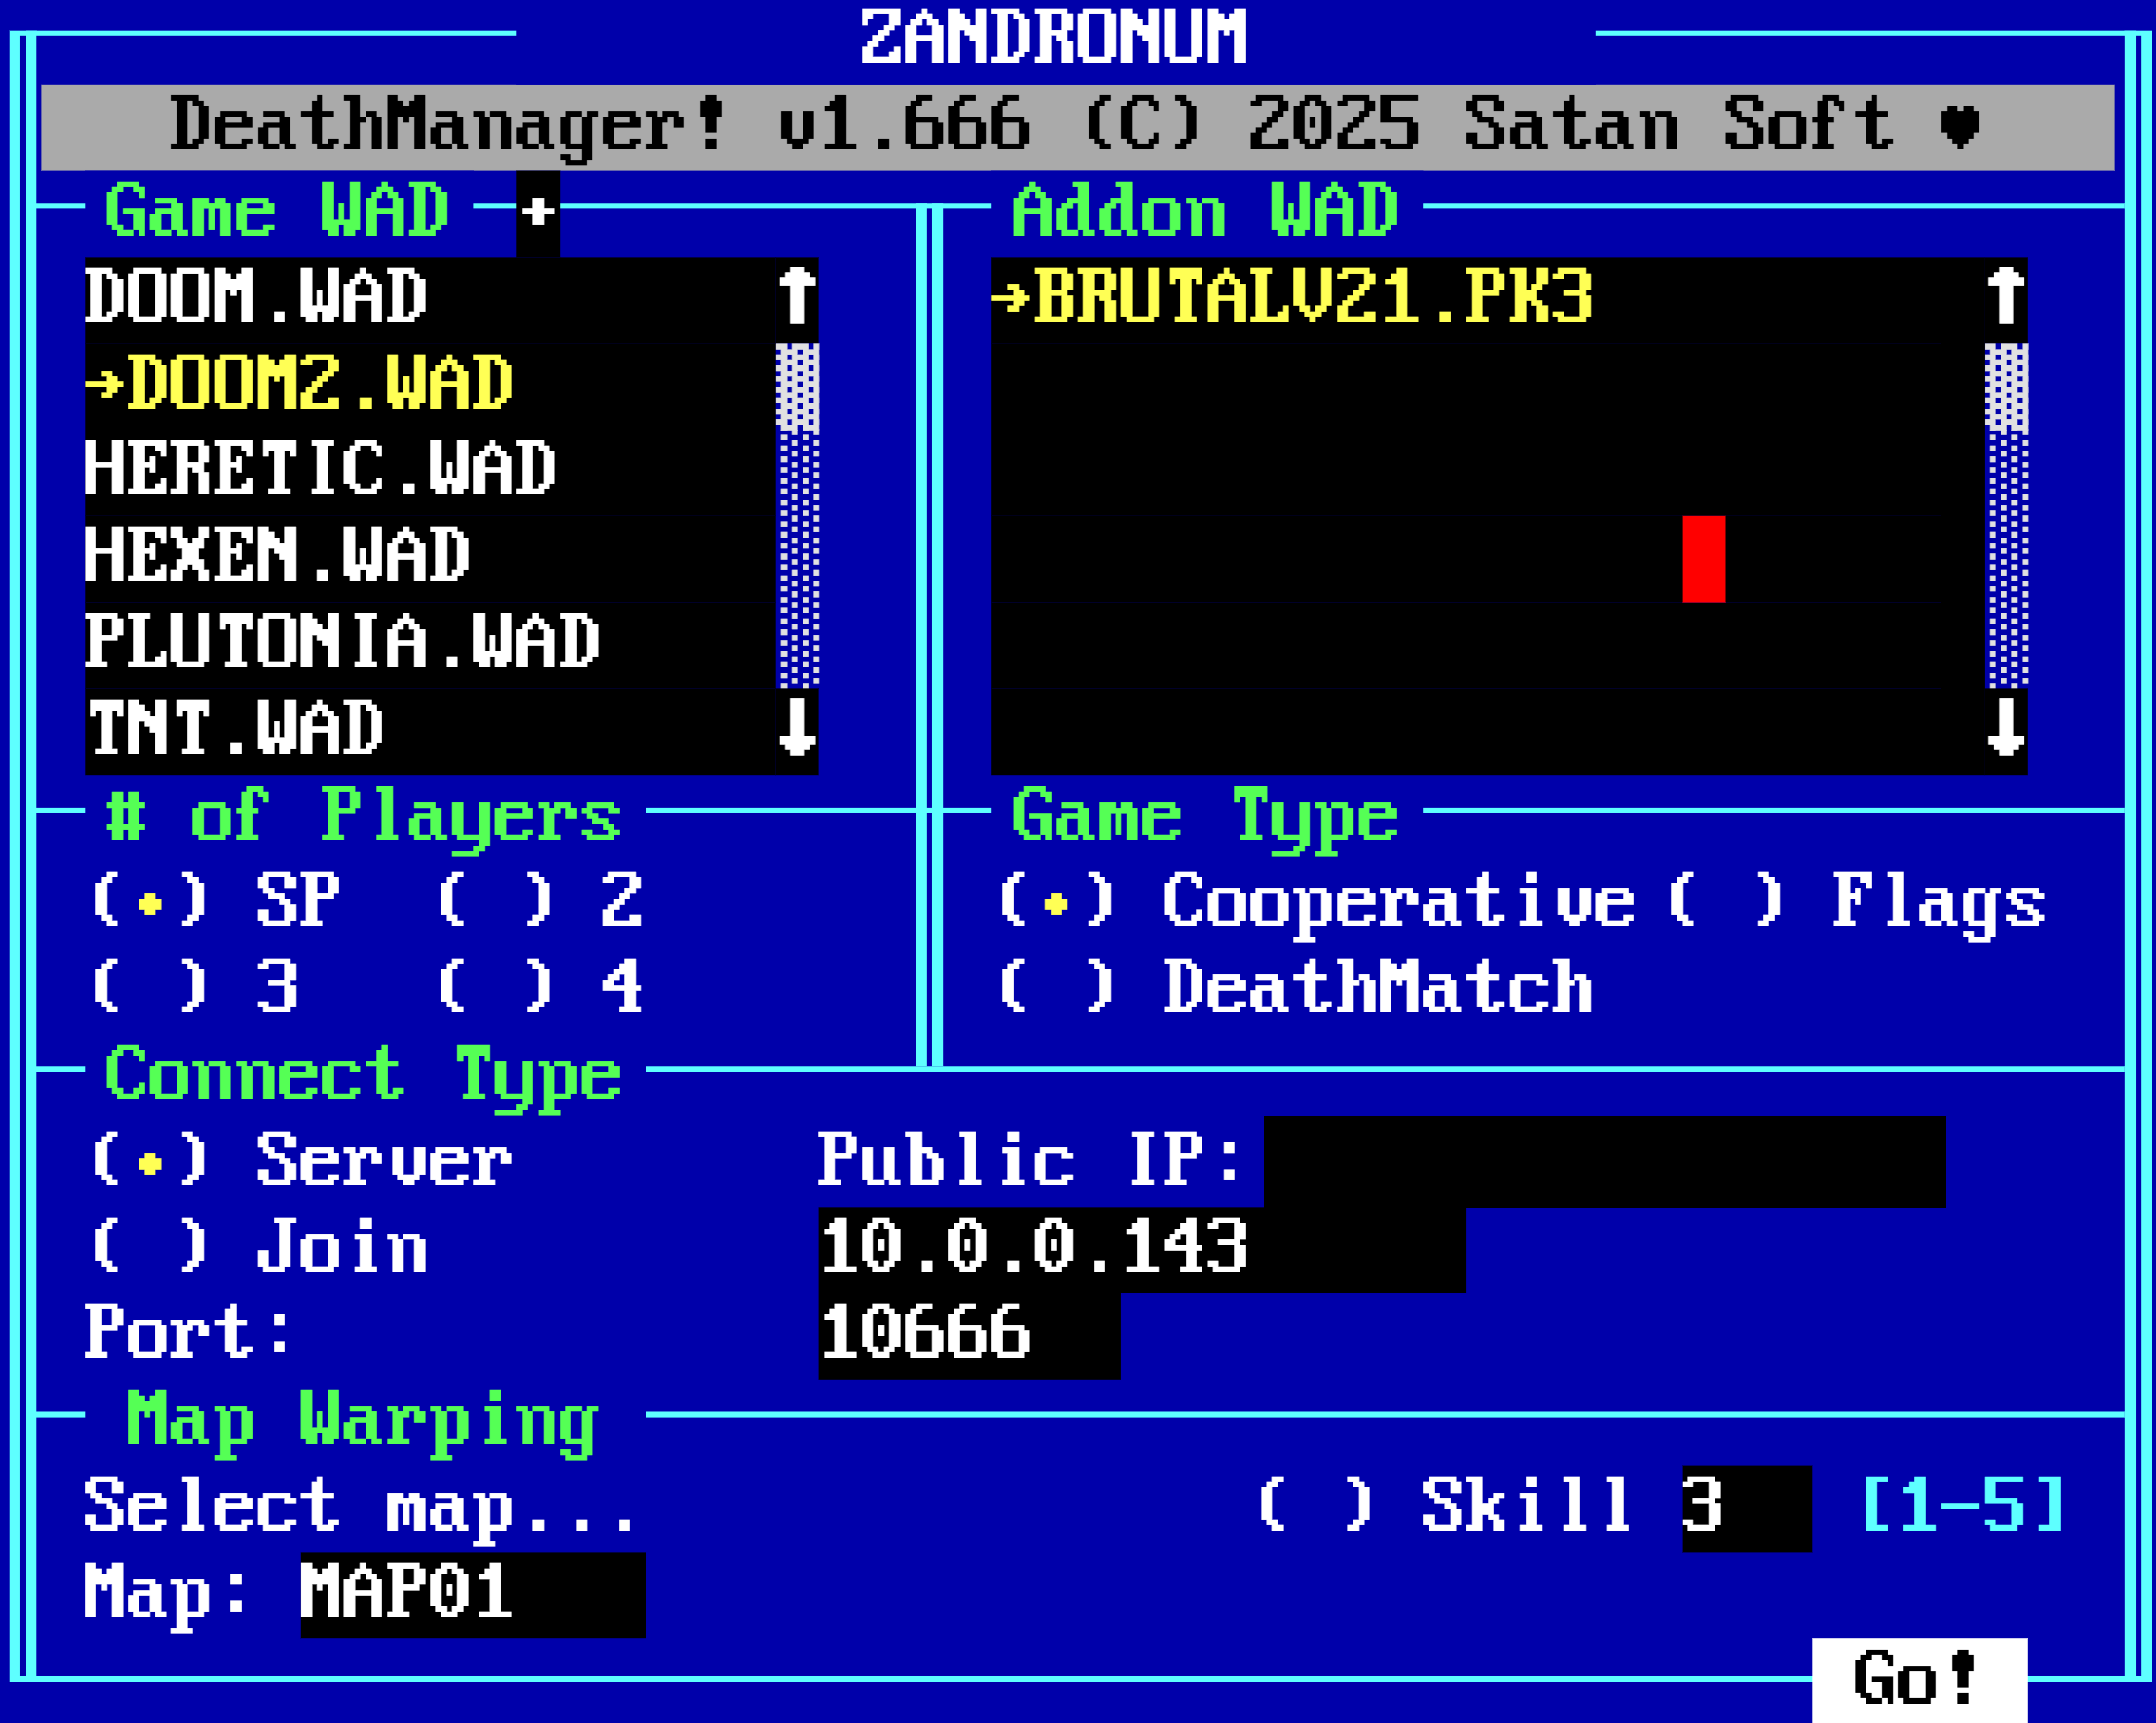 ZANDRONUM
DeathManager! v1.666 (C) 2025 Satan Soft ♥
Game WAD +
DOOM.WAD ↑
→DOOM2.WAD
HERETIC.WAD
HEXEN.WAD
PLUTONIA.WAD
TNT.WAD ↓
Addon WAD
→BRUTALV21.PK3 ↑
↓
# of Players
(•) SP ( ) 2
( ) 3 ( ) 4
Game Type
(•) Cooperative ( ) Flags
( ) DeathMatch
Connect Type
(•) Server Public IP:
( ) Join 10.0.0.143
Port: 10666
Map Warping
Select map... ( ) Skill 3 [1-5]
Map: MAP01
Go!